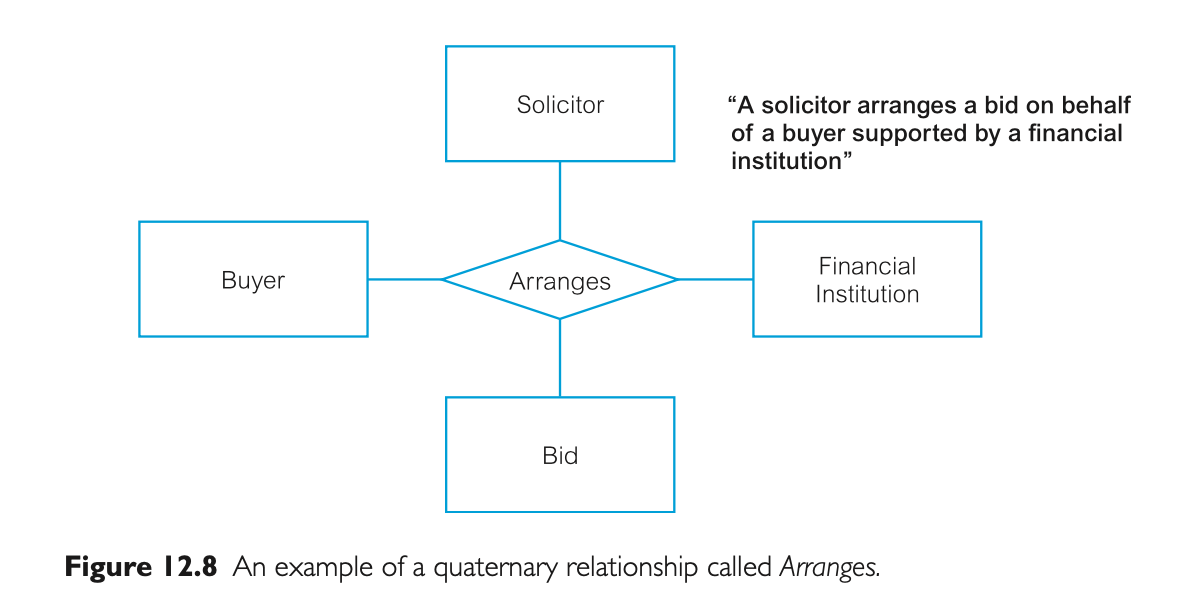 Solicitor
“A solicitor arranges a bid on behalf
of a buyer supported by a financial
institution”
Buyer
Arranges
Financial
Institution
Bid
Figure 12.8 An example of a quaternary relationship called Arranges.